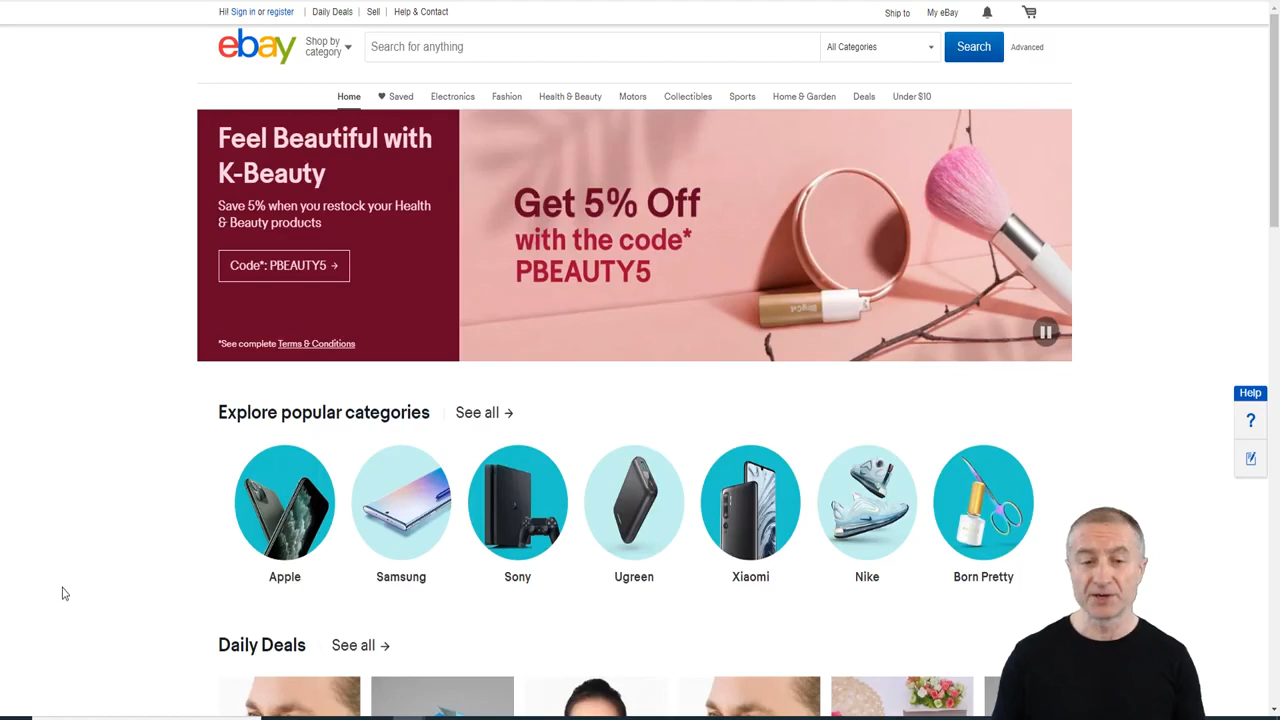 Hi! Sign in or register
Daily Deals
Sell
Help & Contact
Ship to
My eBay
ebay
Shop by
category
Search for anything
All Categories
Search
Advanced
Home
Saved
Electronics
Fashion
Health & Beauty
Motors
Collectibles
Sports
Home & Garden
Deals
Under $10
Feel Beautiful with
K-Beauty
Save 5% when you restock your Health
& Beauty products
Code*: PBEAUTY5 →
*See complete Terms & Conditions
Get 5% Off
with the code*
PBEAUTY5
Help
?
Explore popular categories
See all →
Apple
Samsung
Sony
Ugreen
Xiaomi
Nike
Born Pretty
Daily Deals
See all →